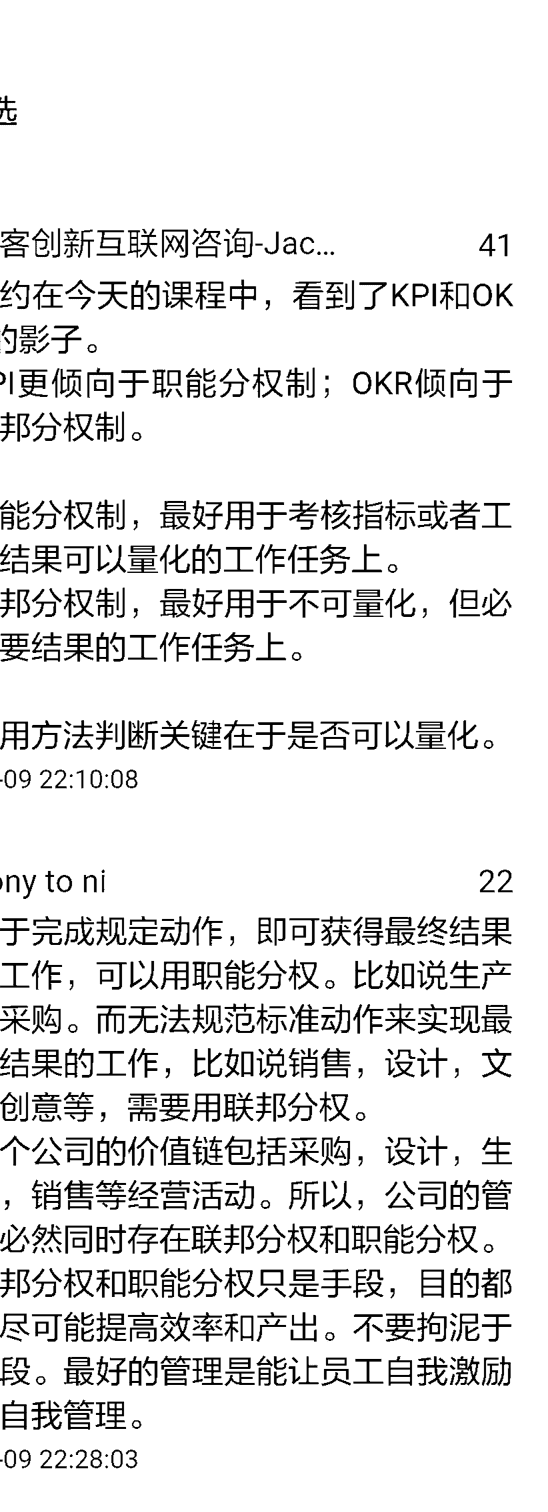 选
客创新互联网咨询-Jac... 41
约在今天的课程中，看到了KPI和OK
的影子。
PI更倾向于职能分权制；OKR倾向于
邦分权制。
能分权制，最好用于考核指标或者工
结果可以量化的工作任务上。
邦分权制，最好用于不可量化，但必
要结果的工作任务上。
用方法判断关键在于是否可以量化。
-09 22:10:08
ony to ni 22
于完成规定动作，即可获得最终结果
工作，可以用职能分权。比如说生产
采购。而无法规范标准动作来实现最
结果的工作，比如说销售，设计，文
创意等，需要用联邦分权。
个公司的价值链包括采购，设计，生
，销售等经营活动。所以，公司的管
必然同时存在联邦分权和职能分权。
邦分权和职能分权只是手段，目的都
尽可能提高效率和产出。不要拘泥于
段。最好的管理是能让员工自我激励
自我管理。
-09 22:28:03